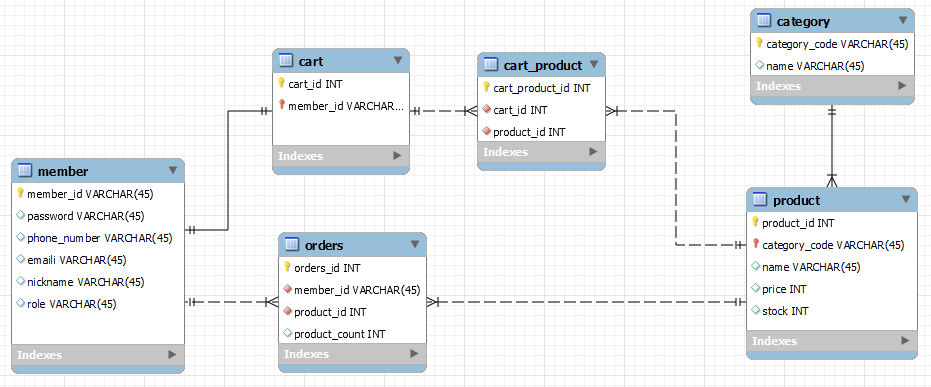 category
category_code VARCHAR(45)
name VARCHAR(45)
Indexes
cart
cart_id INT
member_id VARCHAR...
Indexes
cart_product
cart_product_id INT
cart_id INT
product_id INT
Indexes
member
member_id VARCHAR(45)
password VARCHAR(45)
phone_number VARCHAR(45)
emaili VARCHAR(45)
nickname VARCHAR(45)
role VARCHAR(45)
Indexes
orders
orders_id INT
member_id VARCHAR(45)
product_id INT
product_count INT
Indexes
product
product_id INT
category_code VARCHAR(45)
name VARCHAR(45)
price INT
stock INT
Indexes